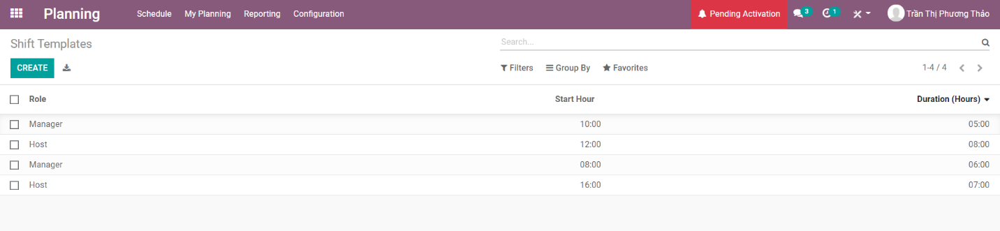 Planning Schedule My Planning Reporting Configuration Pending Activation 3 1 Trần Thị Phương Thảo
Shift Templates Search...
CREATE Filters Group By Favorites 1-4 / 4
Role Start Hour Duration (Hours)
Manager 10:00 05:00
Host 12:00 08:00
Manager 08:00 06:00
Host 16:00 07:00